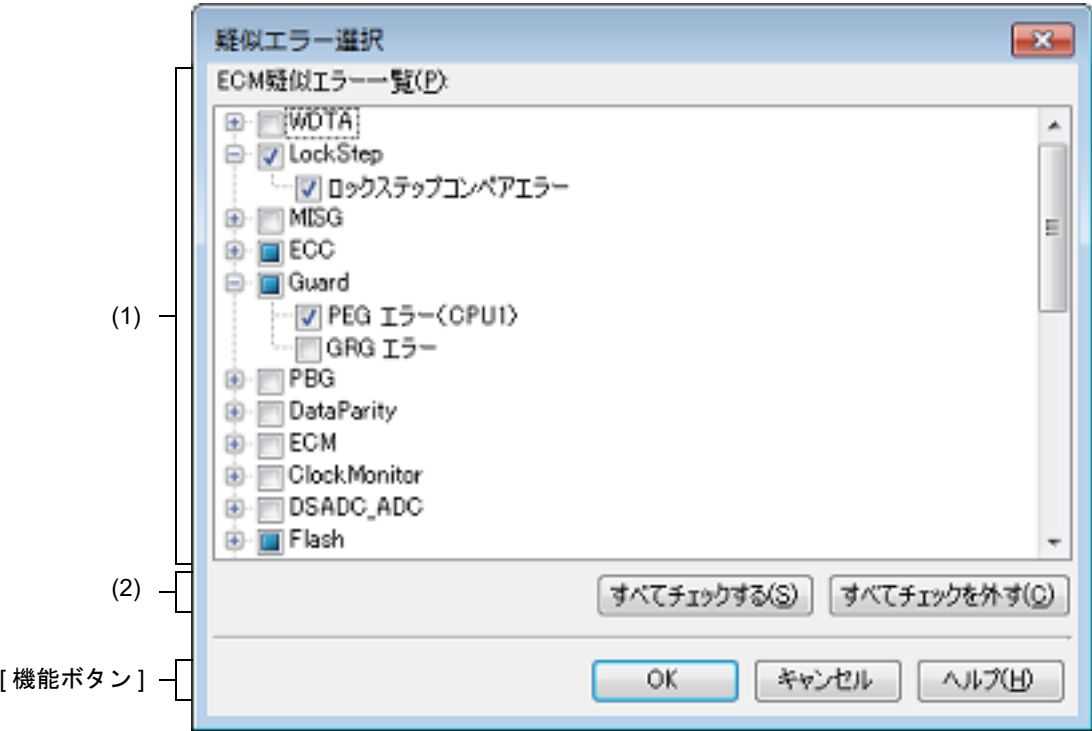 疑似エラー選択
ECM疑似エラー一覧(P):
WDTA
LockStep
ロックステップコンペアエラー
MISG
ECC
Guard
(1)
PEG エラー(CPU1)
GRG エラー
PBG
DataParity
ECM
ClockMonitor
DSADC_ADC
Flash
(2)
すべてチェックする(S)
すべてチェックを外す(C)
[ 機能ボタン ]
OK
キャンセル
ヘルプ(H)